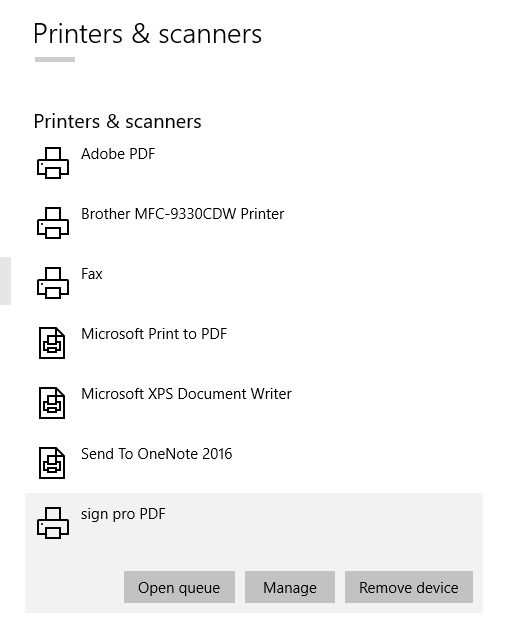 Printers & scanners
Printers & scanners
Adobe PDF
Brother MFC-9330CDW Printer
Fax
Microsoft Print to PDF
Microsoft XPS Document Writer
Send To OneNote 2016
sign pro PDF
Open queue Manage Remove device